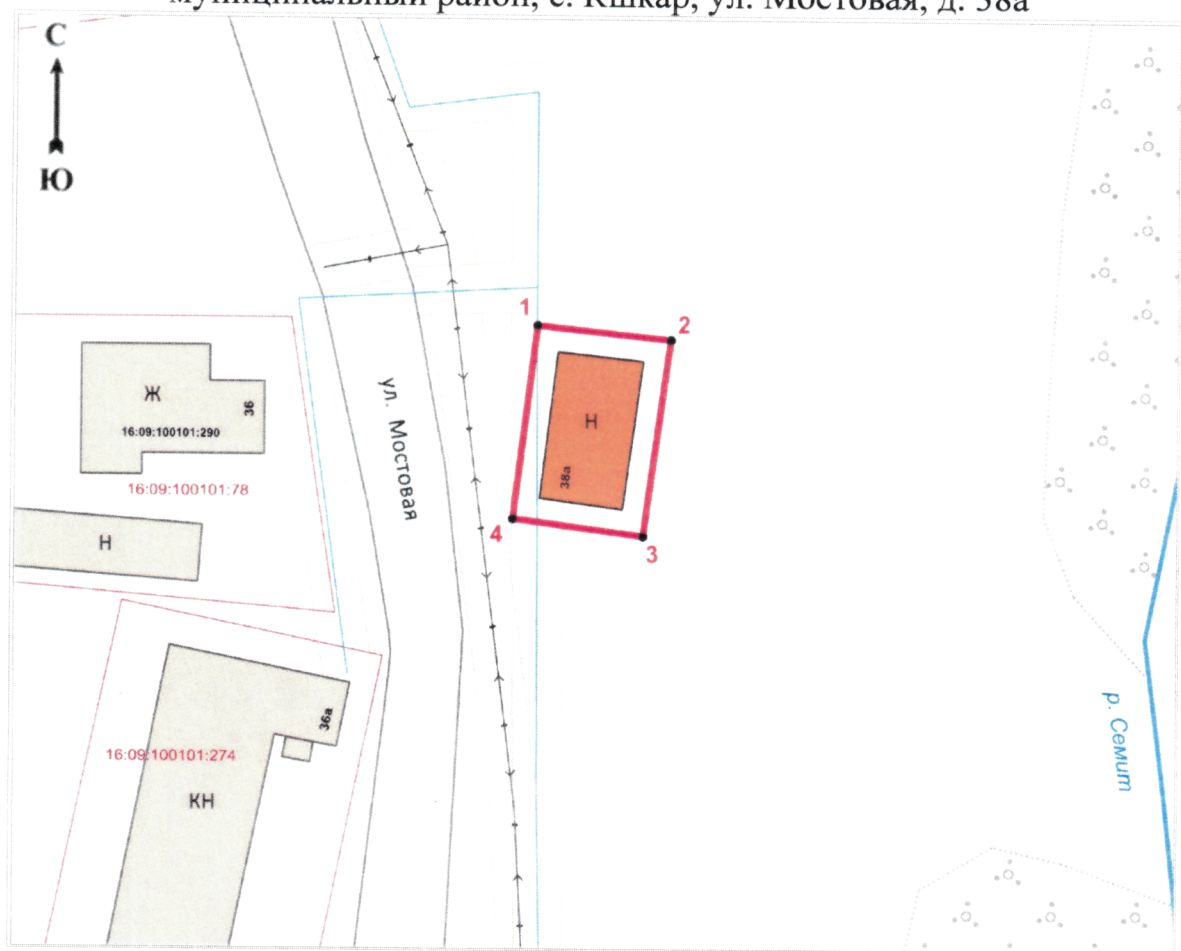 муниципальный район, с. Кшкар, ул. Мостовая, д. 38а
С
Ю
1
2
Ж
36
16:09:100101:290
16:09:100101:78
ул. Мостовая
Н
38а
4
3
Н
36а
16:09:100101:274
КН
р. Семит